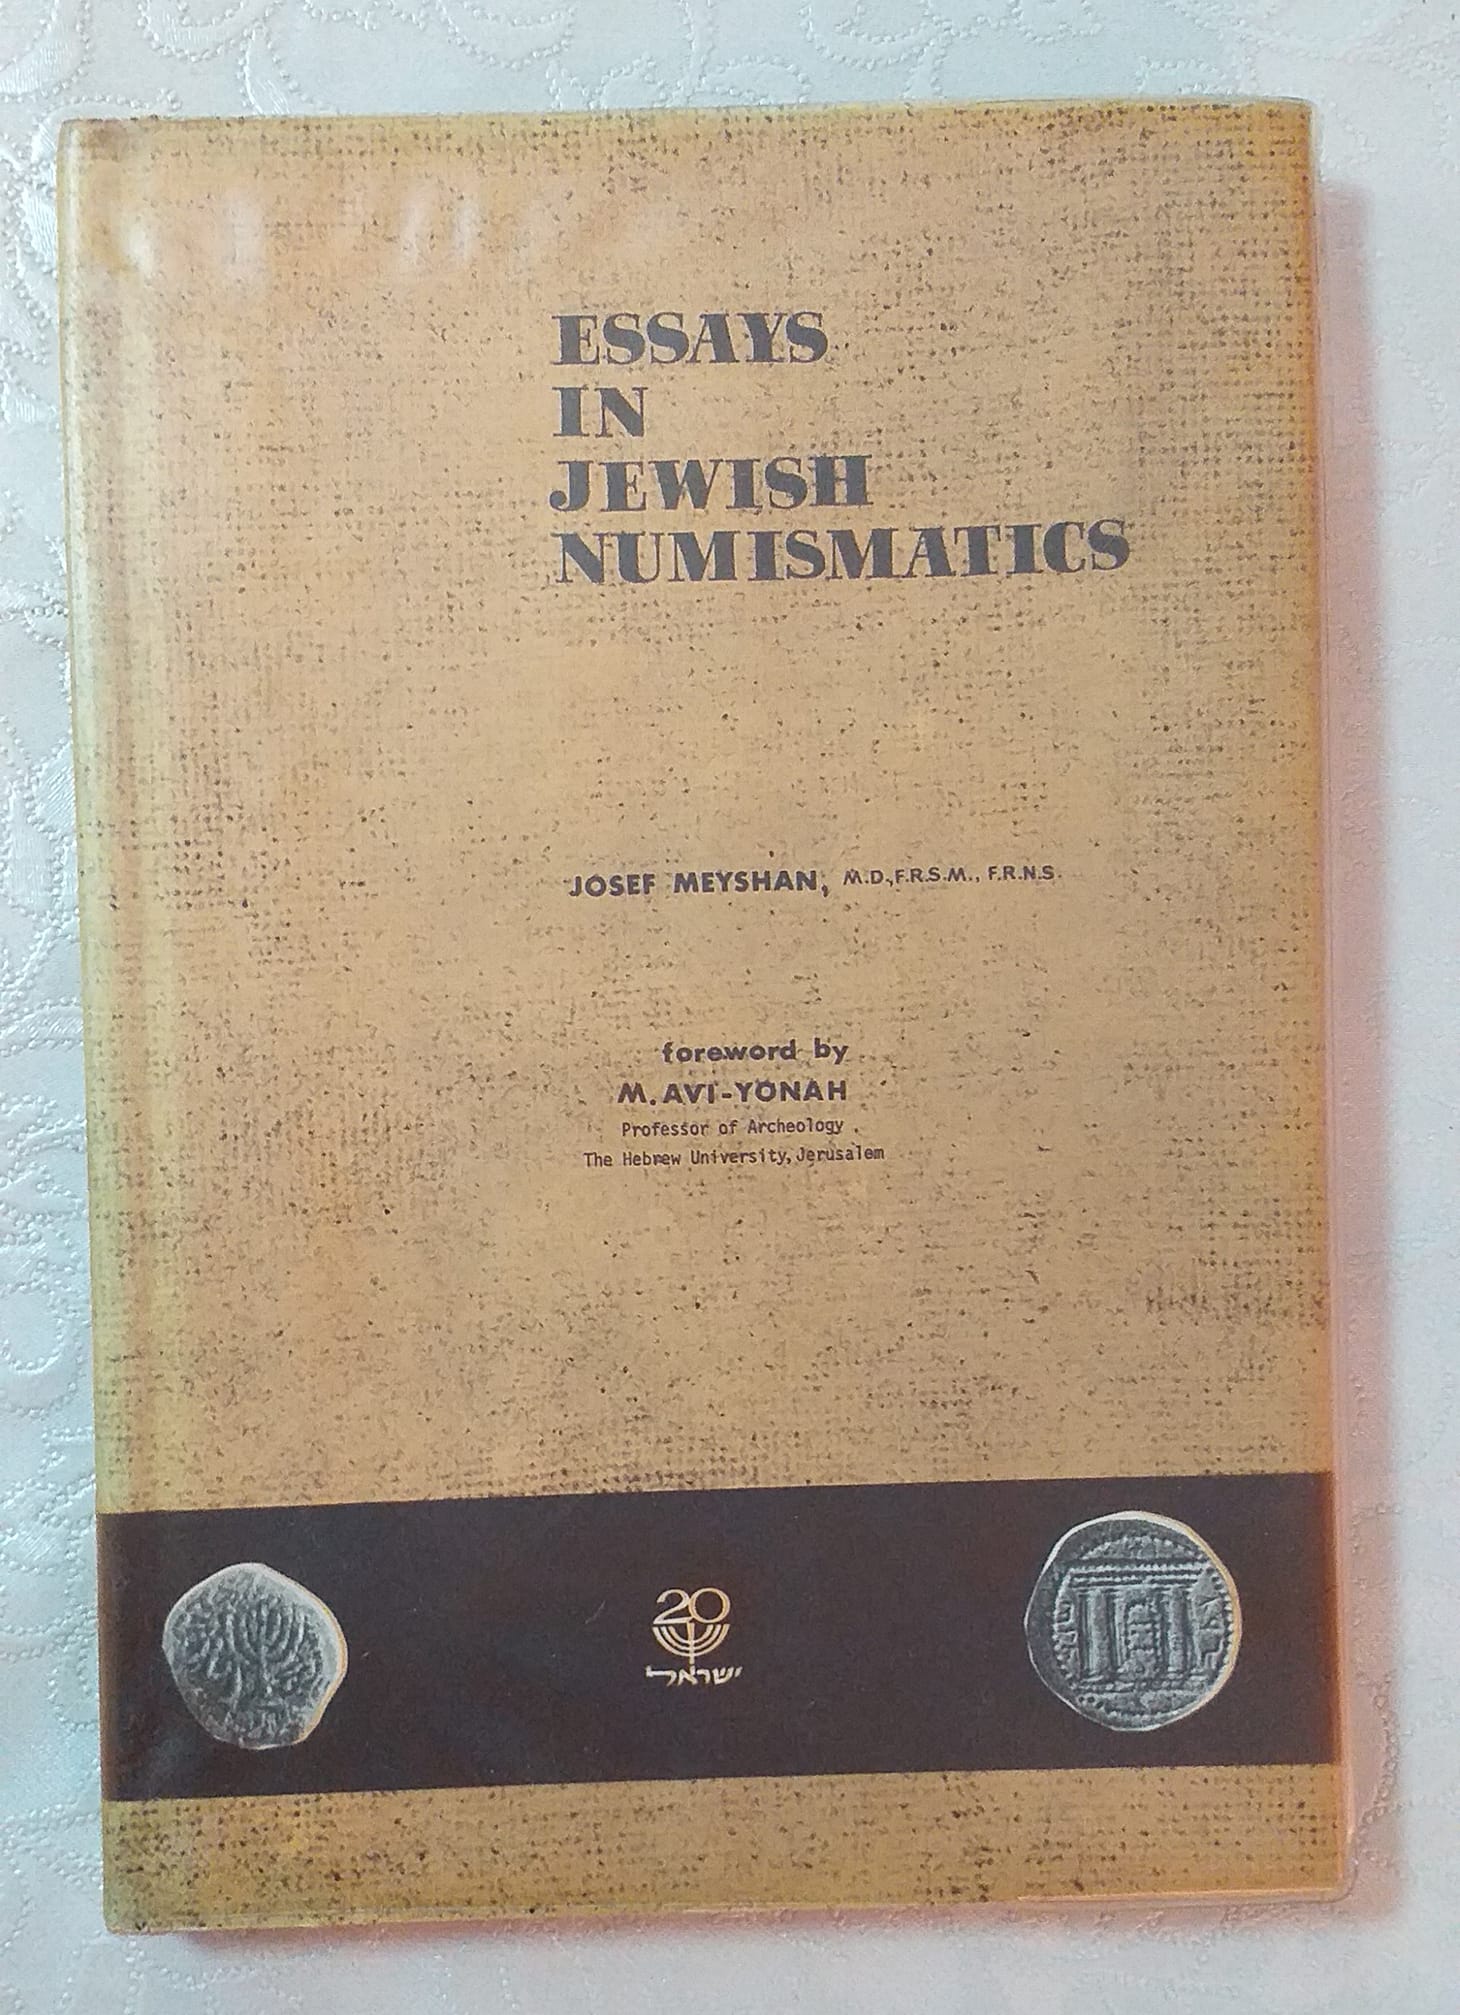 ESSAYS
IN
JEWISH
NUMISMATICS
JOSEF MEYSHAN, M.D.,F.R.S.M., F.R.N.S.
foreword by
M. AVI-YONAH
Professor of Archeology
The Hebrew University, Jerusalem
20
ישראל